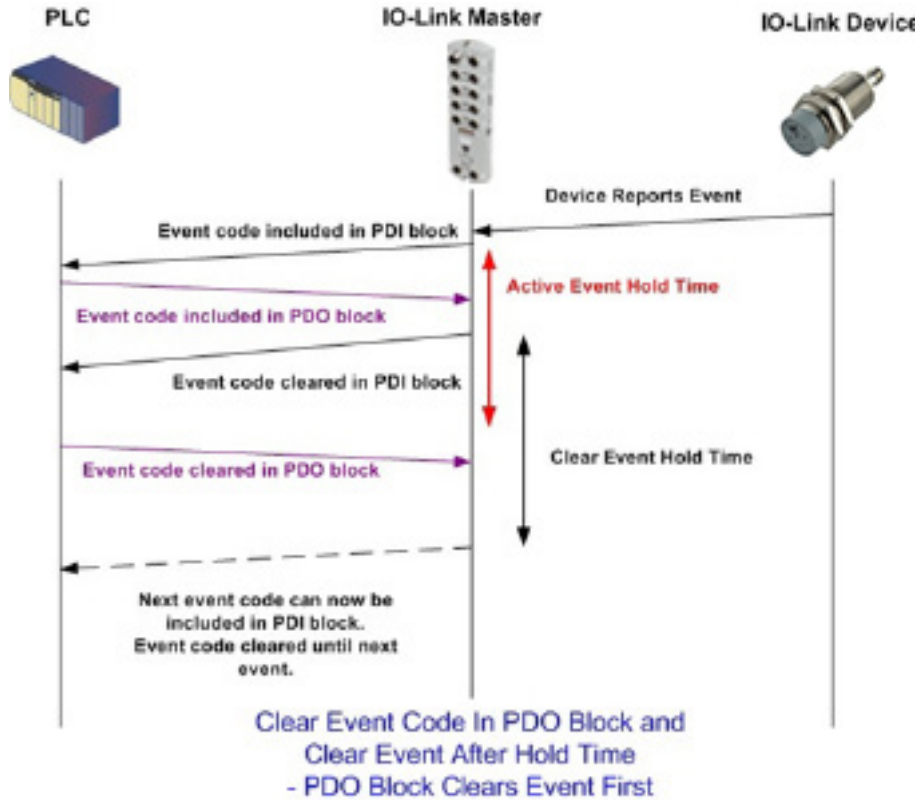 PLC
IO-Link Master
IO-Link Device
Device Reports Event
Event code included in PDI block
Active Event Hold Time
Event code included in PDO block
Event code cleared in PDI block
Clear Event Hold Time
Event code cleared in PDO block
Next event code can now be
included in PDI block.
Event code cleared until next
event.
Clear Event Code In PDO Block and
Clear Event After Hold Time
- PDO Block Clears Event First